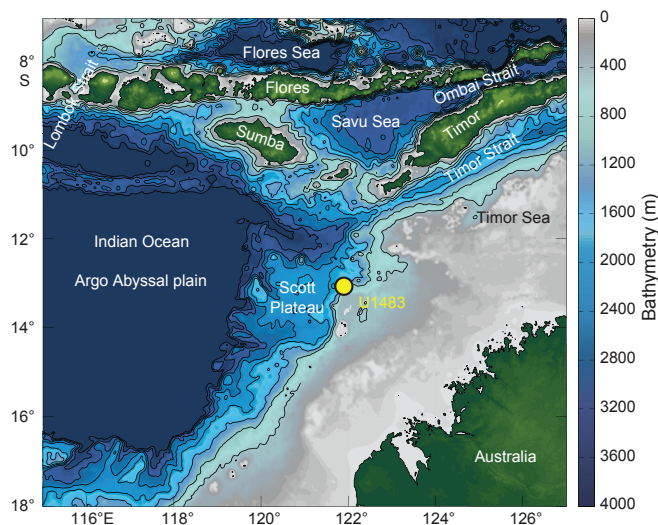 8°
S
10°
12°
14°
16°
18°
116°E
118°
120°
122°
124°
126°
Flores Sea
Lombok Strait
Flores
Ombai Strait
Savu Sea
Timor
Sumba
Timor Strait
Timor Sea
Indian Ocean
Argo Abyssal plain
Scott
Plateau
U1483
Australia
0
400
800
1200
1600
2000
2400
2800
3200
3600
4000
Bathymetry (m)